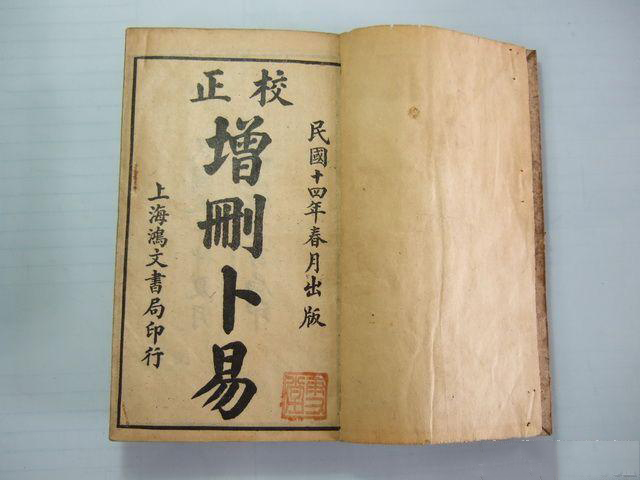 校正
民國十四年春月出版
增刪卜易
上海鴻文書局印行